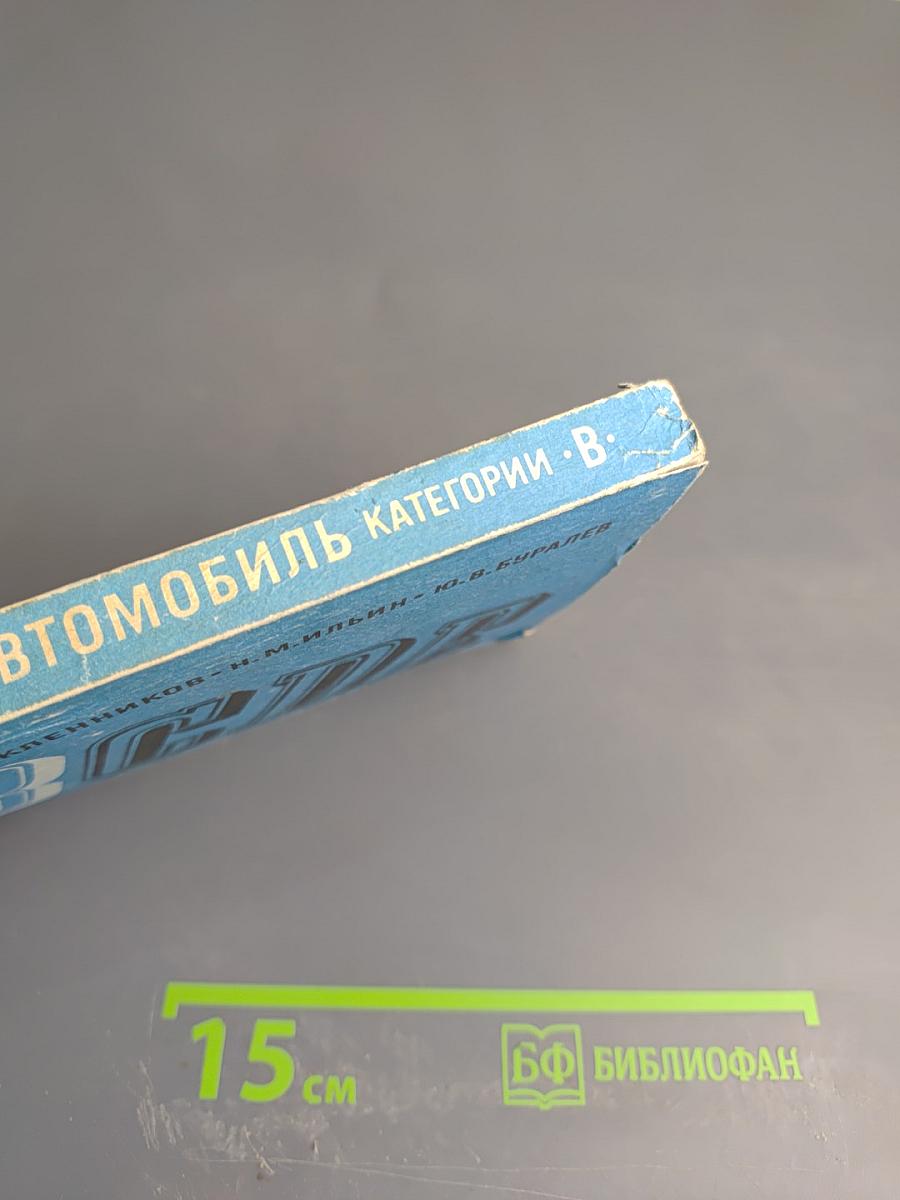 ВТОМОБИЛЬ КАТЕГОРИИ ·В·
КЛЕННИКОВ - Н.М.ИЛЬИН - Ю.В.БУРАЛЕВ
В С D E
15 см
БФ БИБЛИОФАН